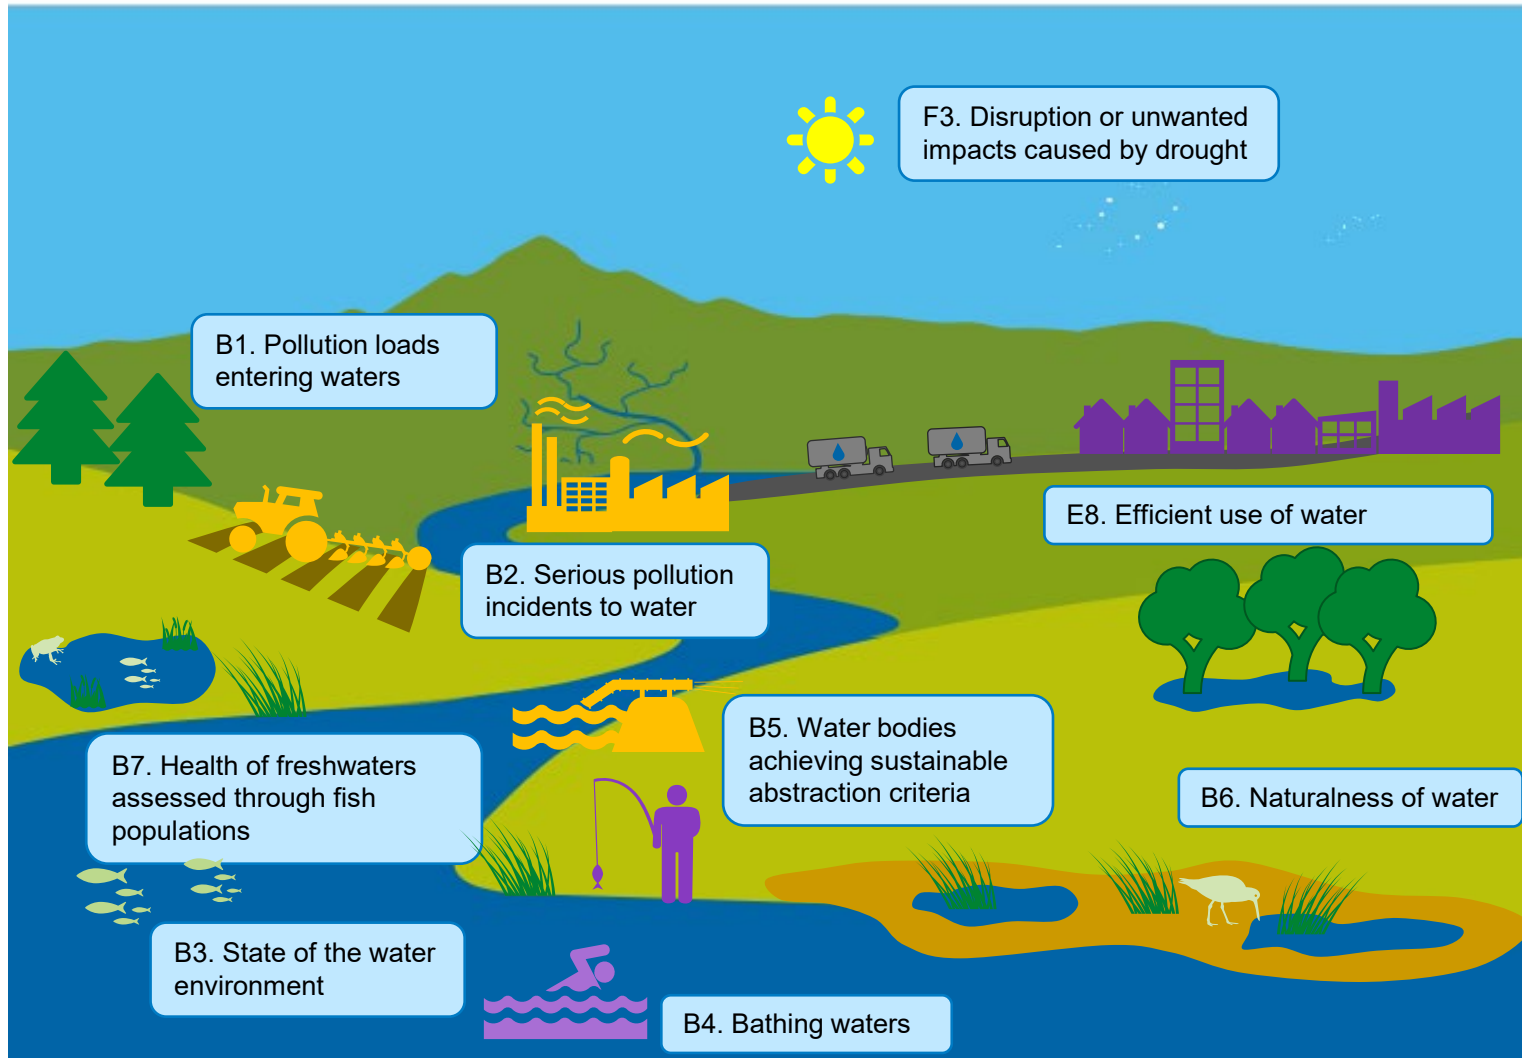 F3. Disruption or unwanted
impacts caused by drought
B1. Pollution loads
entering waters
E8. Efficient use of water
B2. Serious pollution
incidents to water
B5. Water bodies
achieving sustainable
abstraction criteria
B7. Health of freshwaters
assessed through fish
populations
B6. Naturalness of water
B3. State of the water
environment
B4. Bathing waters